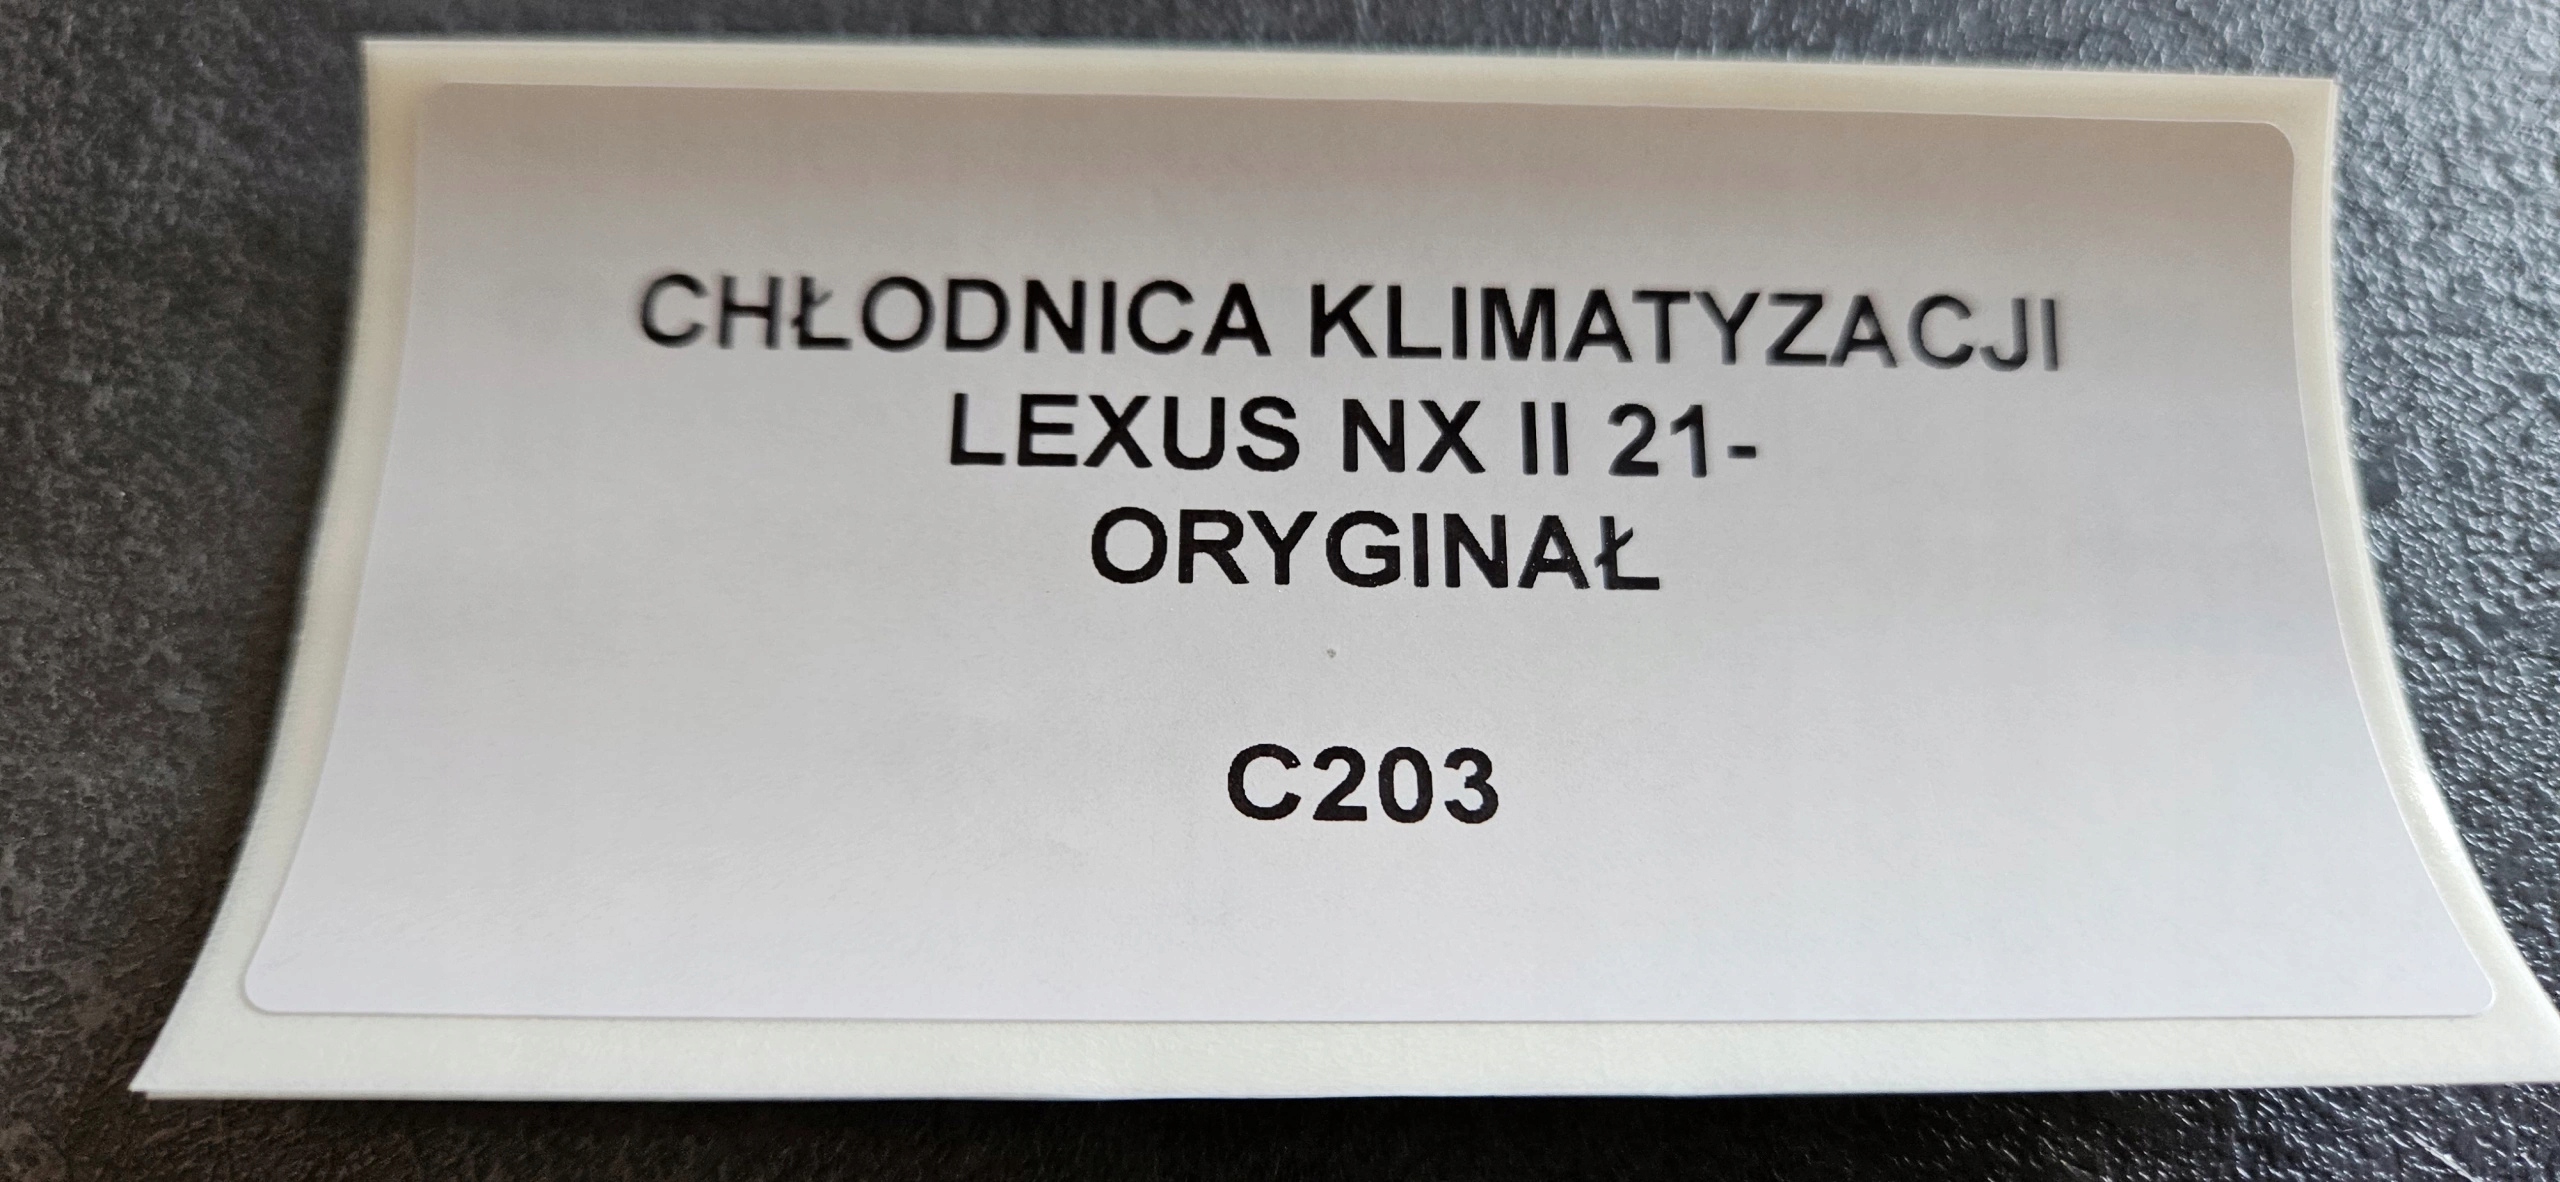 CHŁODNICA KLIMATYZACJI
LEXUS NX II 21-
ORYGINAŁ
C203